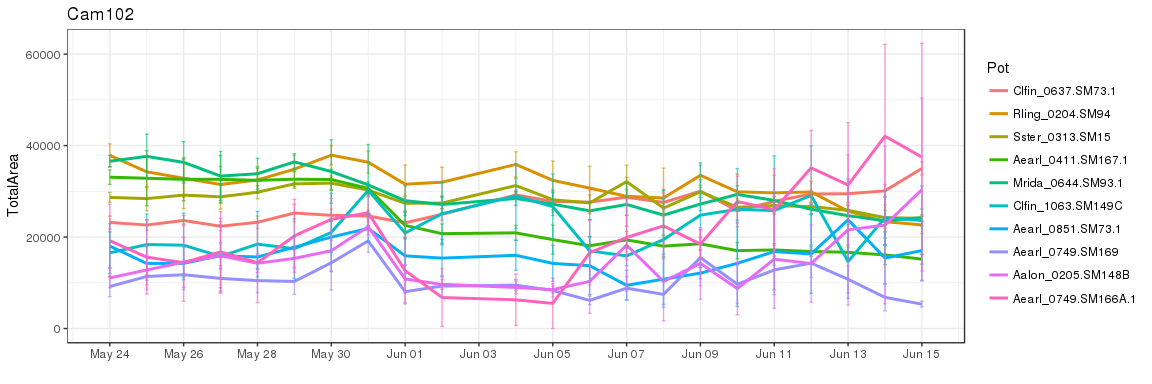 Cam102
TotalArea
60000
40000
20000
0
May 24 May 26 May 28 May 30 Jun 01 Jun 03 Jun 05 Jun 07 Jun 09 Jun 11 Jun 13 Jun 15
Pot
Clfin_0637.SM73.1
Rling_0204.SM94
Sster_0313.SM15
Aearl_0411.SM167.1
Mrida_0644.SM93.1
Clfin_1063.SM149C
Aearl_0851.SM73.1
Aearl_0749.SM169
Aalon_0205.SM148B
Aearl_0749.SM166A.1